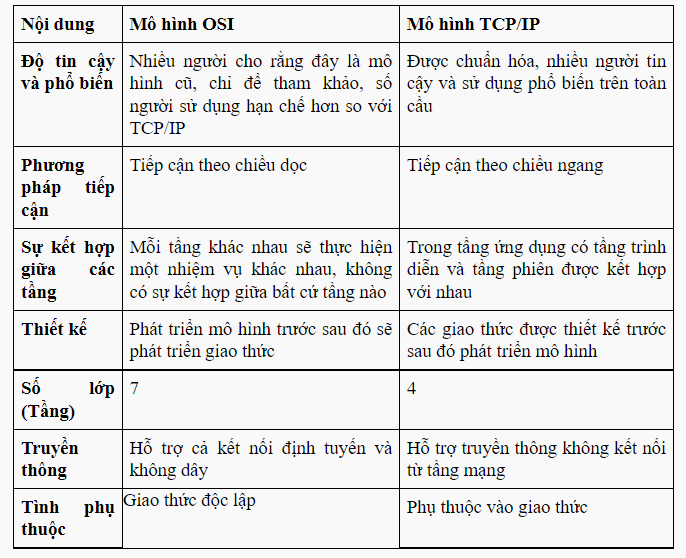 Nội dung
Mô hình OSI
Mô hình TCP/IP
Độ tin cậy
và phổ biến
Nhiều người cho rằng đây là mô
hình cũ, chỉ để tham khảo, số
người sử dụng hạn chế hơn so với
TCP/IP
Được chuẩn hóa, nhiều người tin
cậy và sử dụng phổ biến trên toàn
cầu
Phương
pháp tiếp
cận
Tiếp cận theo chiều dọc
Tiếp cận theo chiều ngang
Sự kết hợp
giữa các
tầng
Mỗi tầng khác nhau sẽ thực hiện
một nhiệm vụ khác nhau, không
có sự kết hợp giữa bất cứ tầng nào
Trong tầng ứng dụng có tầng trình
diễn và tầng phiên được kết hợp
với nhau
Thiết kế
Phát triển mô hình trước sau đó sẽ
phát triển giao thức
Các giao thức được thiết kế trước
sau đó phát triển mô hình
Số lớp
(Tầng)
7
4
Truyền
thông
Hỗ trợ cả kết nối định tuyến và
không dây
Hỗ trợ truyền thông không kết nối
từ tầng mạng
Tình phụ
thuộc
Giao thức độc lập
Phụ thuộc vào giao thức